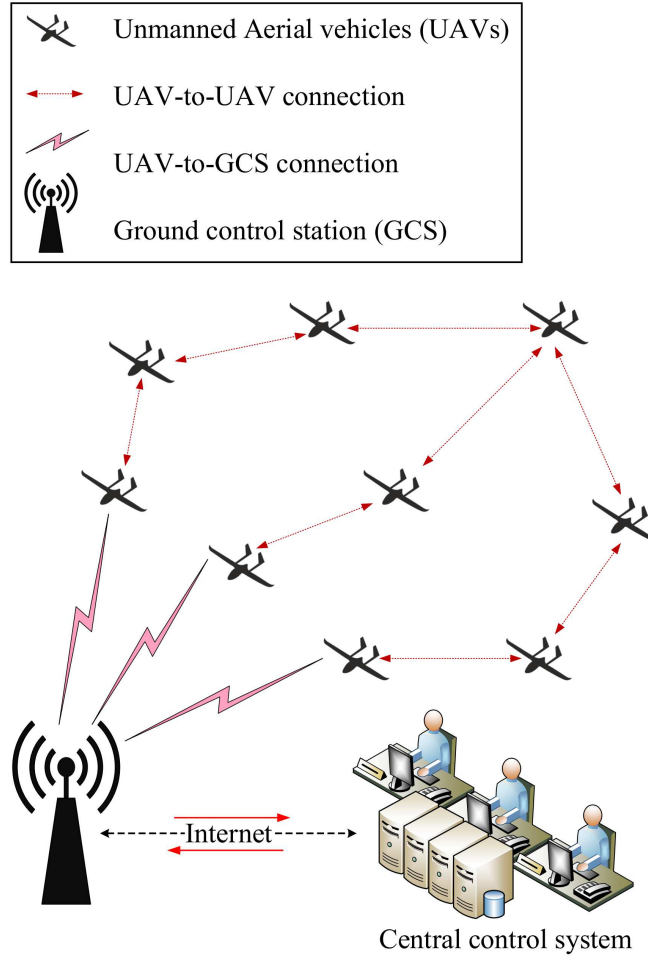 Unmanned Aerial vehicles (UAVs)
UAV-to-UAV connection
UAV-to-GCS connection
Ground control station (GCS)
Internet
Central control system